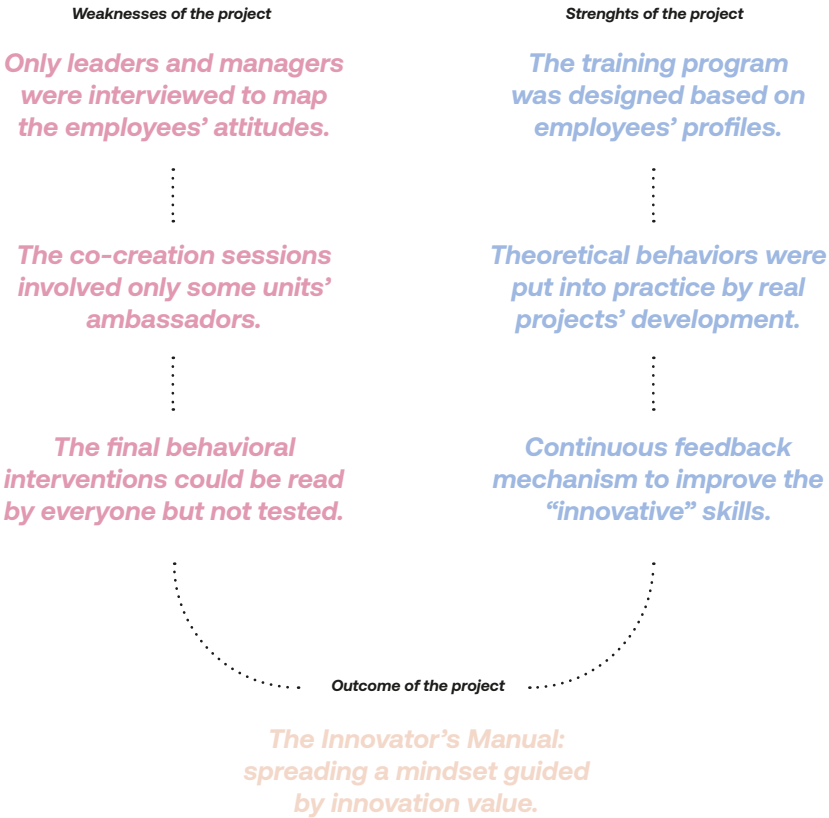 Weaknesses of the project
Only leaders and managers
were interviewed to map
the employees’ attitudes.
The co-creation sessions
involved only some units’
ambassadors.
The final behavioral
interventions could be read
by everyone but not tested.
Strenghts of the project
The training program
was designed based on
employees’ profiles.
Theoretical behaviors were
put into practice by real
projects’ development.
Continuous feedback
mechanism to improve the
“innovative” skills.
Outcome of the project
The Innovator’s Manual:
spreading a mindset guided
by innovation value.